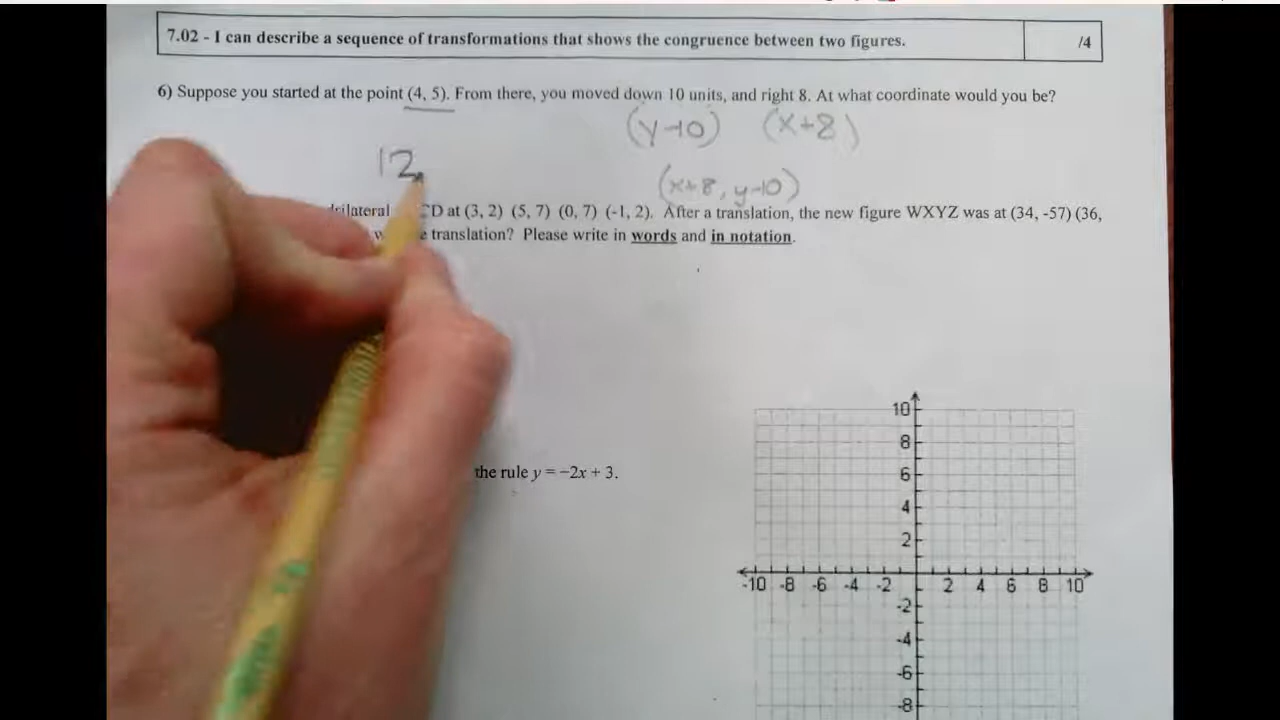 7.02 - I can describe a sequence of transformations that shows the congruence between two figures. /4
6) Suppose you started at the point (4, 5). From there, you moved down 10 units, and right 8. At what coordinate would you be?
(y-10) (x+8)
12,
(x+8, y-10)
CD at (3, 2) (5, 7) (0, 7) (-1, 2). After a translation, the new figure WXYZ was at (34, -57) (36,
translation? Please write in words and in notation.
10
8
6
the rule y = −2x + 3.
4
2
-10 -8 -6 -4 -2 2 4 6 8 10
-2
-4
-6
-8